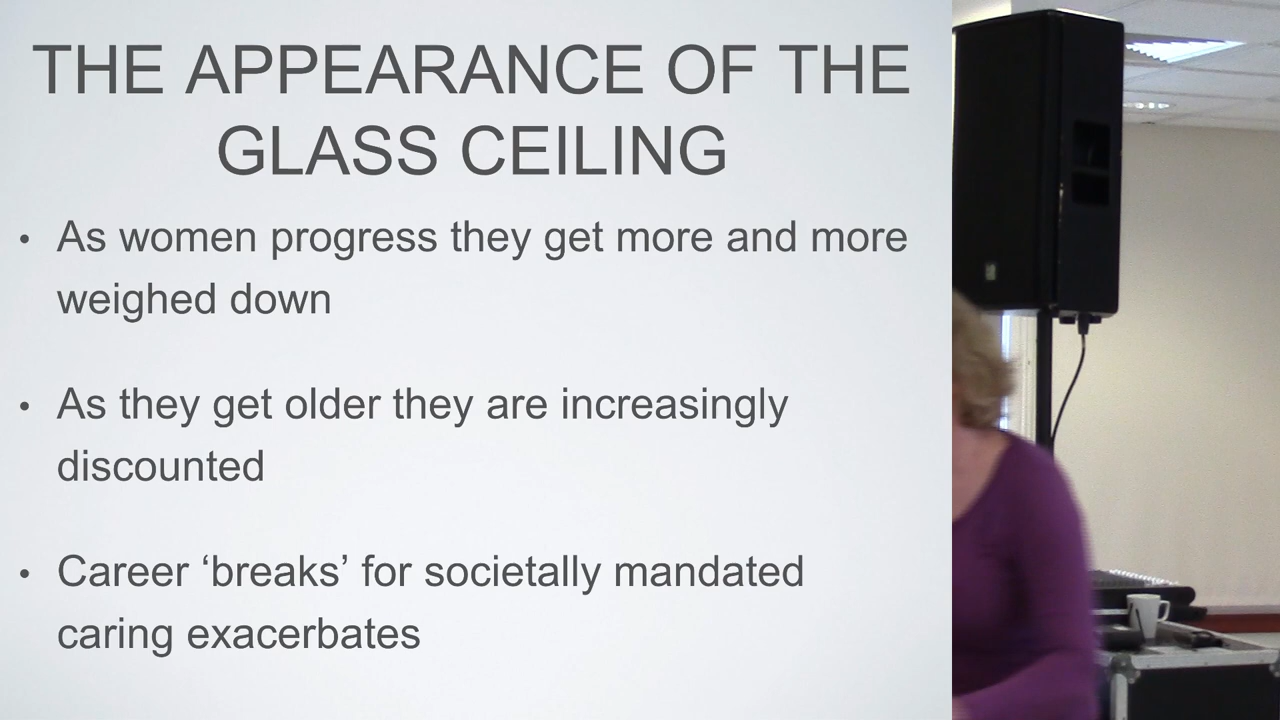 THE APPEARANCE OF THE
GLASS CEILING
• As women progress they get more and more
weighed down
• As they get older they are increasingly
discounted
• Career ‘breaks’ for societally mandated
caring exacerbates